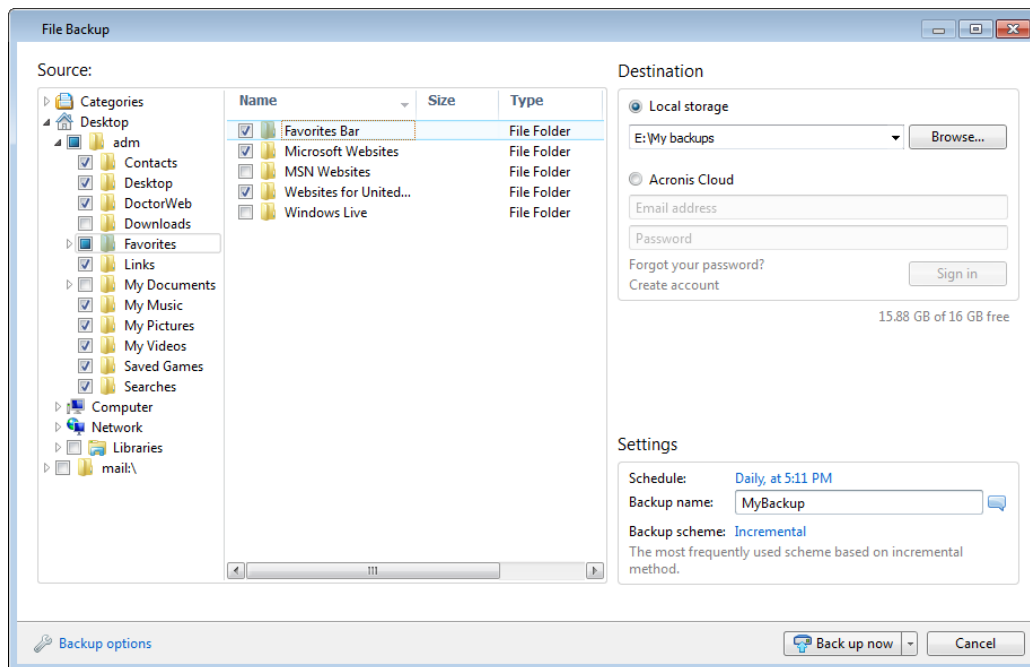 File Backup
Source:
Categories
Desktop
adm
Contacts
Desktop
DoctorWeb
Downloads
Favorites
Links
My Documents
My Music
My Pictures
My Videos
Saved Games
Searches
Computer
Network
Libraries
mail:\
Name Size Type
Favorites Bar File Folder
Microsoft Websites File Folder
MSN Websites File Folder
Websites for United... File Folder
Windows Live File Folder
Destination
Local storage
E:\My backups
Browse...
Acronis Cloud
Email address
Password
Forgot your password?
Create account
Sign in
15.88 GB of 16 GB free
Settings
Schedule: Daily, at 5:11 PM
Backup name: MyBackup
Backup scheme: Incremental
The most frequently used scheme based on incremental
method.
Backup options
Back up now
Cancel